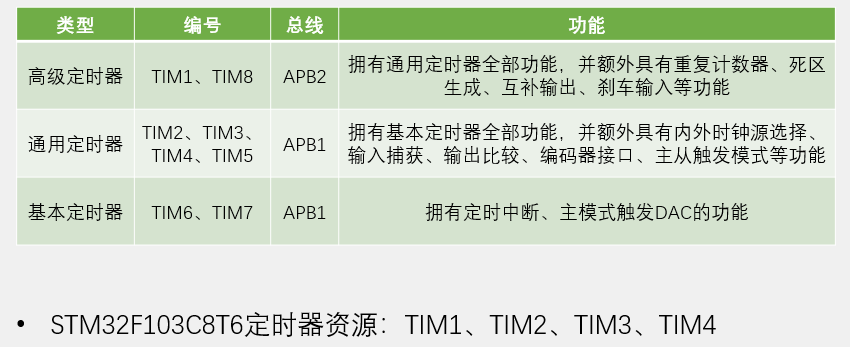 类型 编号 总线 功能
高级定时器 TIM1、TIM8 APB2 拥有通用定时器全部功能，并额外具有重复计数器、死区
生成、互补输出、刹车输入等功能
通用定时器 TIM2、TIM3、
TIM4、TIM5 APB1 拥有基本定时器全部功能，并额外具有内外时钟源选择、
输入捕获、输出比较、编码器接口、主从触发模式等功能
基本定时器 TIM6、TIM7 APB1 拥有定时中断、主模式触发DAC的功能
• STM32F103C8T6定时器资源：TIM1、TIM2、TIM3、TIM4